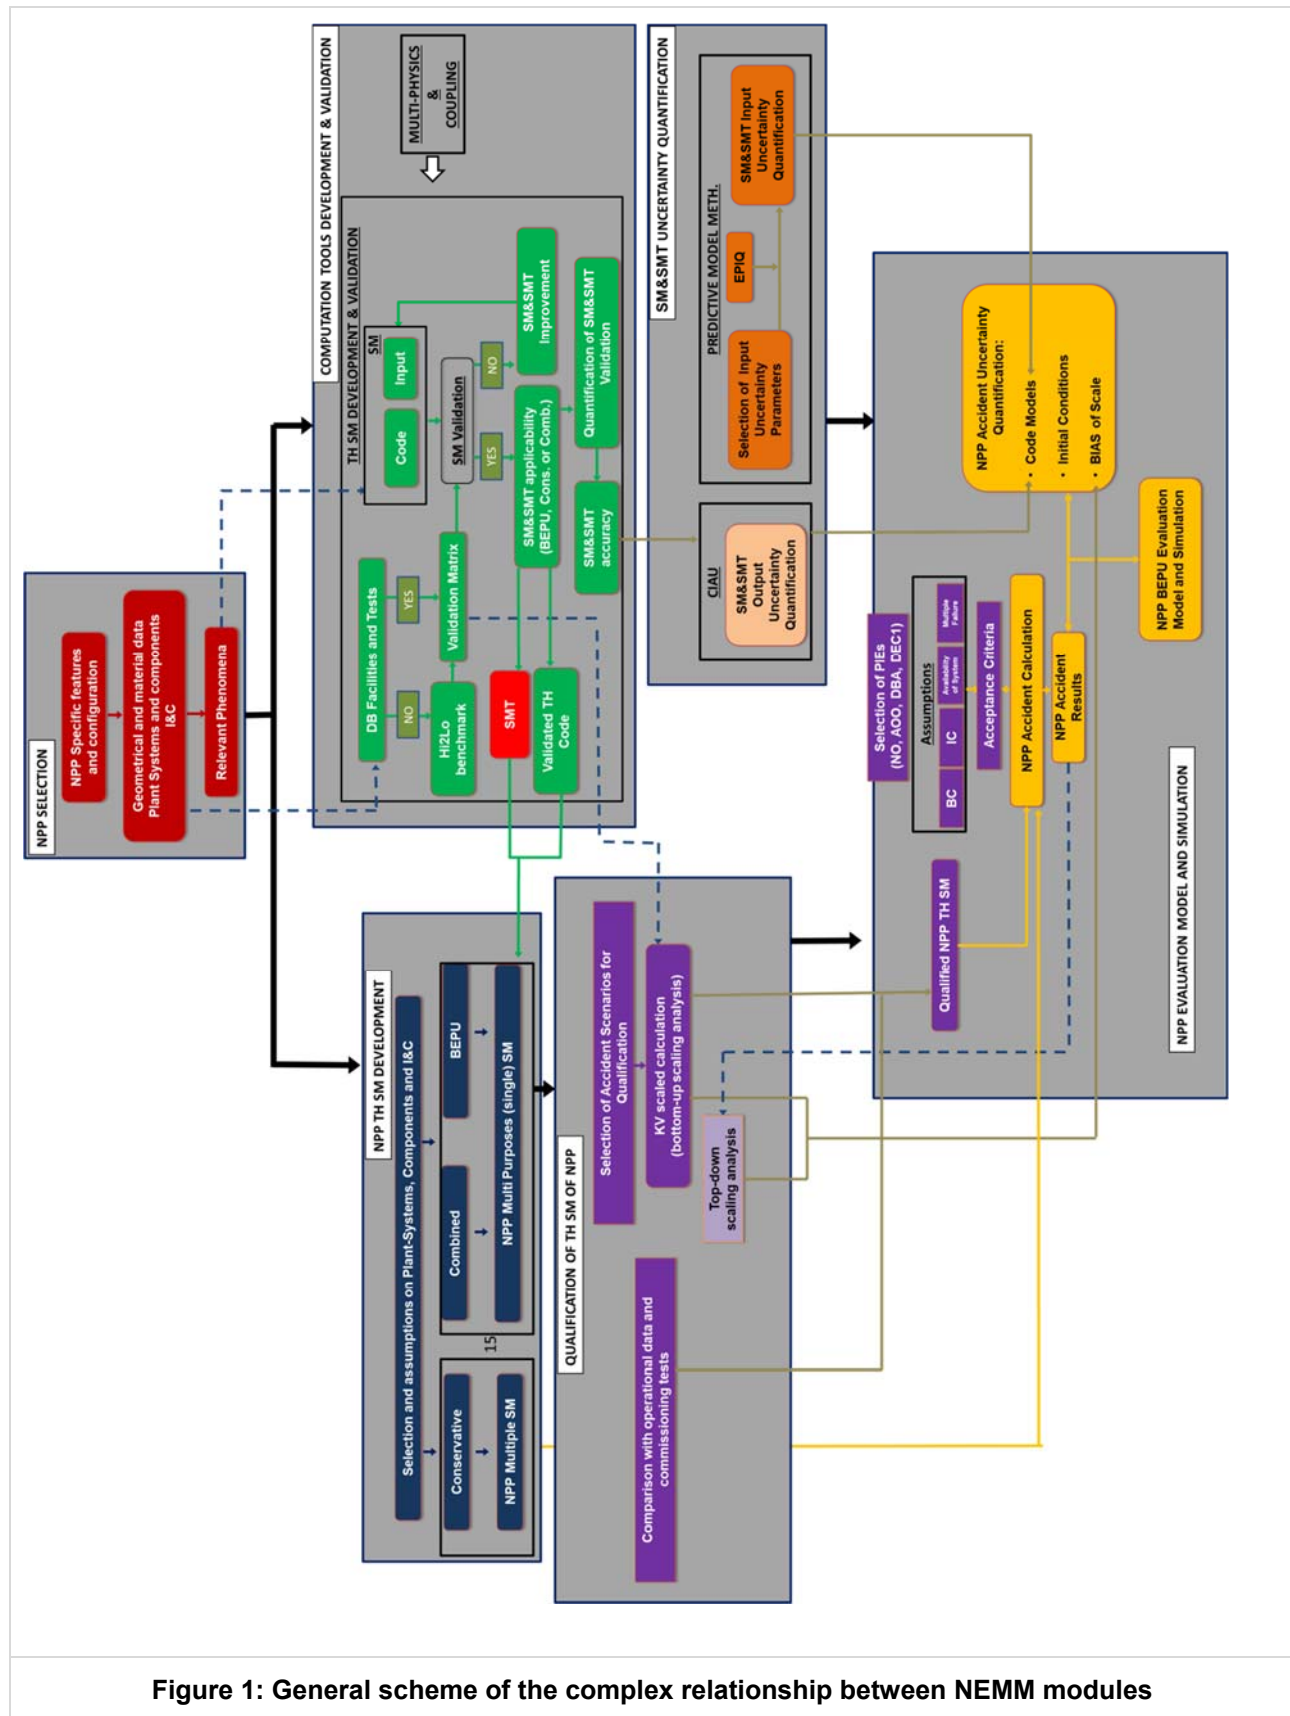 NPP SELECTION
NPP Specific features
and configuration
Geometrical and material data
Plant Systems and components
I&C
Relevant Phenomena
COMPUTATION TOOLS DEVELOPMENT & VALIDATION
MULTI-PHYSICS
&
COUPLING
TH SM DEVELOPMENT & VALIDATION
SM
Code
Input
DB Facilities and Tests
NO
YES
Hi2Lo
benchmark
Validation Matrix
SM Validation
YES
NO
SMT
Validated TH
Code
SM&SMT applicability
(BEPU, Cons. or Comb.)
SM&SMT
Improvement
SM&SMT
accuracy
Quantification of SM&SMT
Validation
NPP TH SM DEVELOPMENT
Selection and assumptions on Plant-Systems, Components and I&C
Conservative
Combined
BEPU
NPP Multiple SM
NPP Multi Purposes (single) SM
15
QUALIFICATION OF TH SM OF NPP
Selection of Accident Scenarios for
Qualification
Comparison with operational data and
commissioning tests
KV scaled calculation
(bottom-up scaling analysis)
Top-down
scaling analysis
SM&SMT UNCERTAINTY QUANTIFICATION
CIAU
SM&SMT
Output
Uncertainty
Quantification
PREDICTIVE MODEL METH.
Selection of Input
Uncertainty
Parameters
EPIQ
SM&SMT Input
Uncertainty
Quantification
NPP EVALUATION MODEL AND SIMULATION
Selection of PIEs
(NO, AOO, DBA, DEC1)
Assumptions
BC
IC
Availability
of System
Multiple
Failure
Acceptance Criteria
Qualified NPP TH SM
NPP Accident Calculation
NPP Accident
Results
NPP Accident Uncertainty
Quantification:
• Code Models
• Initial Conditions
• BIAS of Scale
NPP BEPU Evaluation
Model and Simulation
Figure 1: General scheme of the complex relationship between NEMM modules